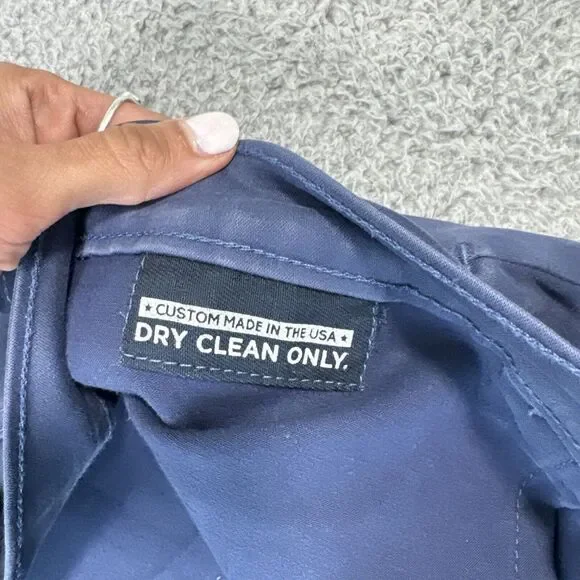 ★ CUSTOM MADE IN THE USA ★
DRY CLEAN ONLY.